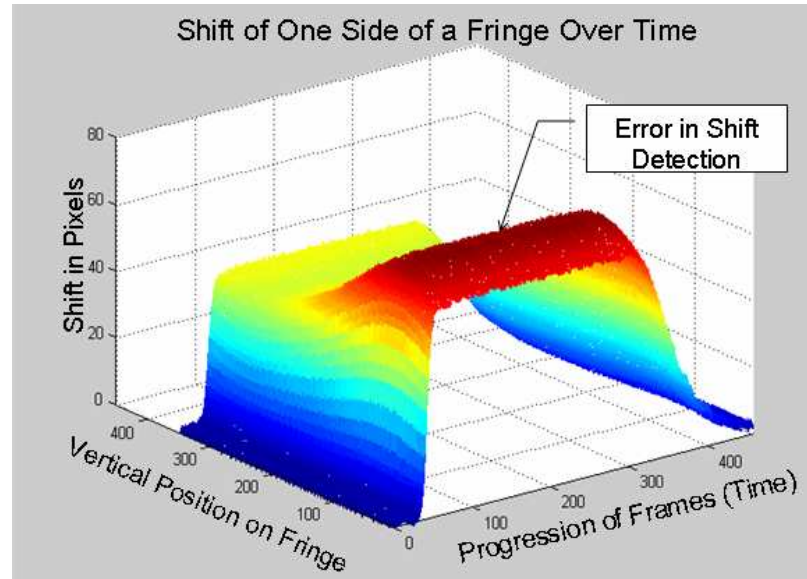 Shift of One Side of a Fringe Over Time
Error in Shift
Detection
Shift in Pixels
80
60
40
20
0
400
300
200
100
0
Vertical Position on Fringe
0
100
200
300
400
Progression of Frames (Time)